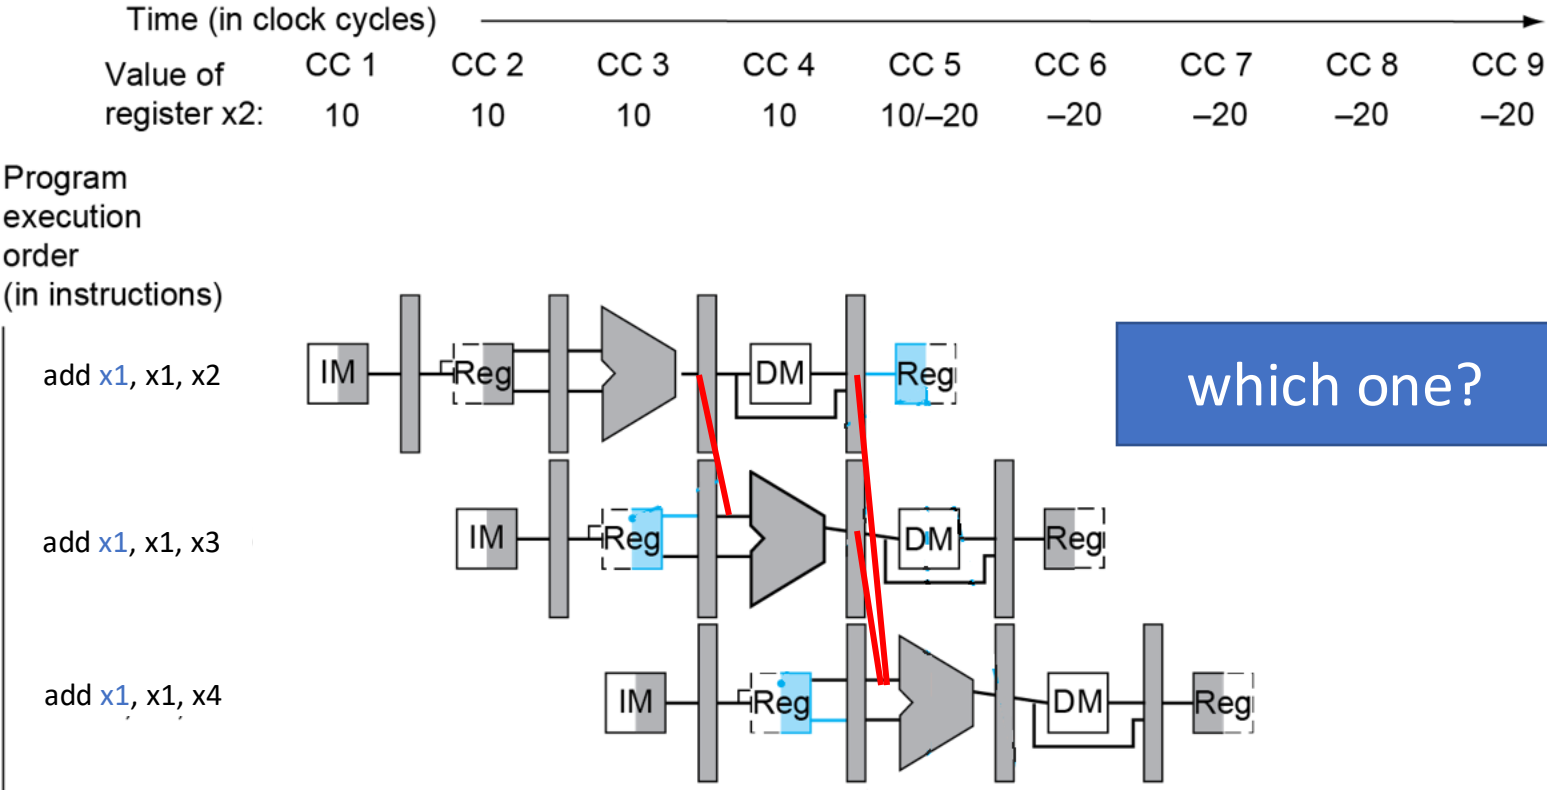 Time (in clock cycles)
Value of
register x2:
CC 1 CC 2 CC 3 CC 4 CC 5 CC 6 CC 7 CC 8 CC 9
10 10 10 10 10/–20 –20 –20 –20 –20
Program
execution
order
(in instructions)
add x1, x1, x2
IM Reg DM Reg
which one?
add x1, x1, x3
IM Reg DM Reg
add x1, x1, x4
IM Reg DM Reg